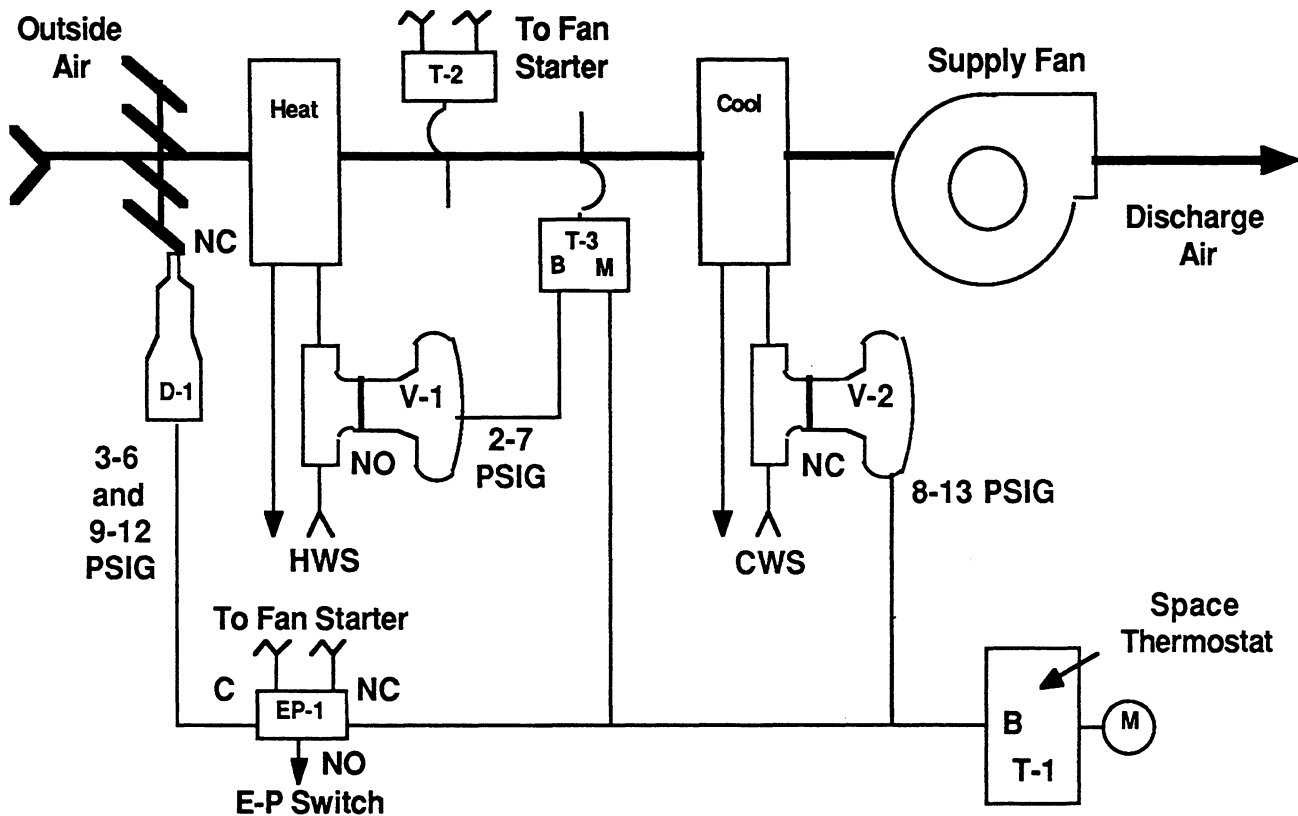 Outside
Air
To Fan
Starter
T-2
Supply Fan
Heat
Cool
NC
T-3
B M
Discharge
Air
D-1
V-1
V-2
NO
2-7
PSIG
NC
8-13 PSIG
3-6
and
9-12
PSIG
HWS
CWS
To Fan Starter
C
NC
EP-1
NO
E-P Switch
Space
Thermostat
B
M
T-1